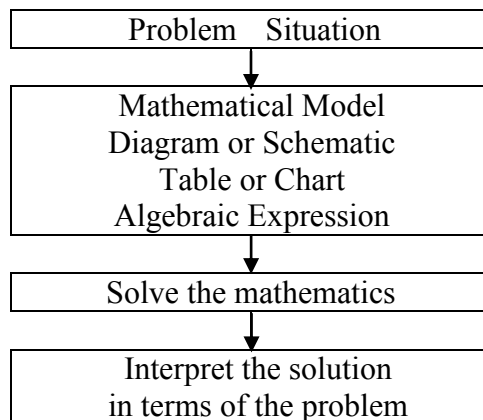 Problem Situation
Mathematical Model
Diagram or Schematic
Table or Chart
Algebraic Expression
Solve the mathematics
Interpret the solution
in terms of the problem